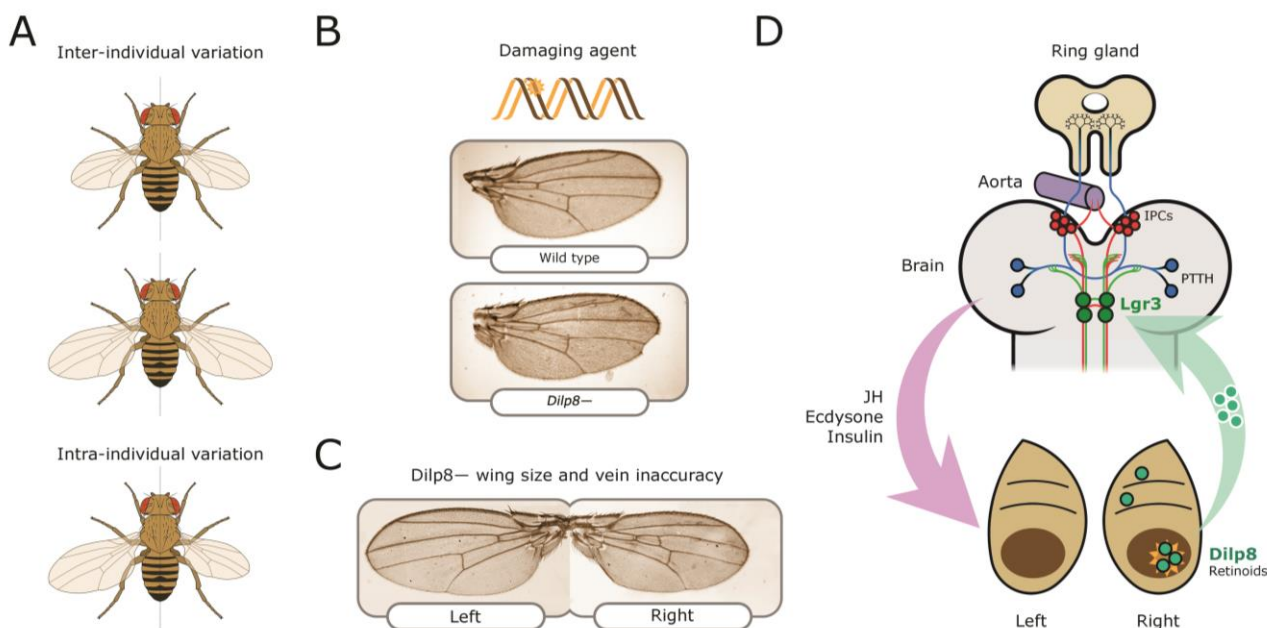 A
Inter-individual variation
Intra-individual variation
B
Damaging agent
Wild type
Dilp8—
C
Dilp8— wing size and vein inaccuracy
Left
Right
D
Ring gland
Aorta
IPCs
Brain
PTTH
Lgr3
JH
Ecdysone
Insulin
Dilp8
Retinoids
Left
Right